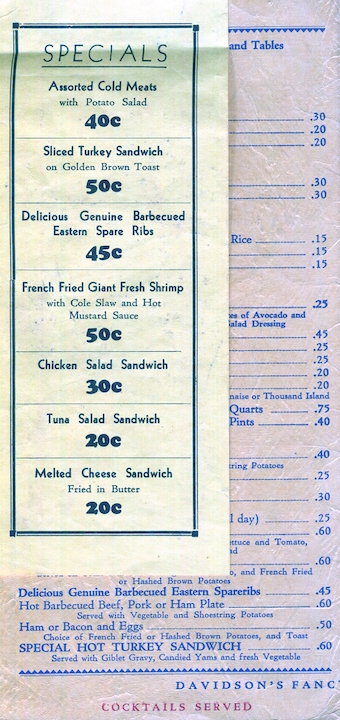 SPECIALS
Assorted Cold Meats
with Potato Salad
40c
Sliced Turkey Sandwich
on Golden Brown Toast
50c
Delicious Genuine Barbecued
Eastern Spare Ribs
45c
French Fried Giant Fresh Shrimp
with Cole Slaw and Hot
Mustard Sauce
50c
Chicken Salad Sandwich
30c
Tuna Salad Sandwich
20c
Melted Cheese Sandwich
Fried in Butter
20c
and Tables
.30
.20
.20
.30
.30
Rice .15
.15
.15
.25
of Avocado and
Salad Dressing
.45
.25
.25
.20
.20
or Thousand Island
Quarts .75
Pints .40
.40
Potatoes
.25
.30
day) .25
.60
and Tomato,
.60
and French Fried
or Hashed Brown Potatoes
Delicious Genuine Barbecued Eastern Spareribs .45
Hot Barbecued Beef, Pork or Ham Plate .60
Served with Vegetable and Shoestring Potatoes
Ham or Bacon and Eggs .50
Choice of French Fried or Hashed Brown Potatoes, and Toast
SPECIAL HOT TURKEY SANDWICH .60
Served with Giblet Gravy, Candied Yams and fresh Vegetable
DAVIDSON'S FANC
COCKTAILS SERVED